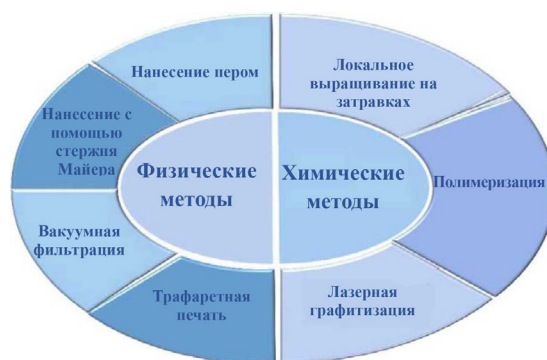 Нанесение пером
Нанесение с
помощью
стержня
Майера
Вакуумная
фильтрация
Трафаретная
печать
Физические
методы
Химические
методы
Локальное
выращивание на
затравках
Полимеризация
Лазерная
графитизация